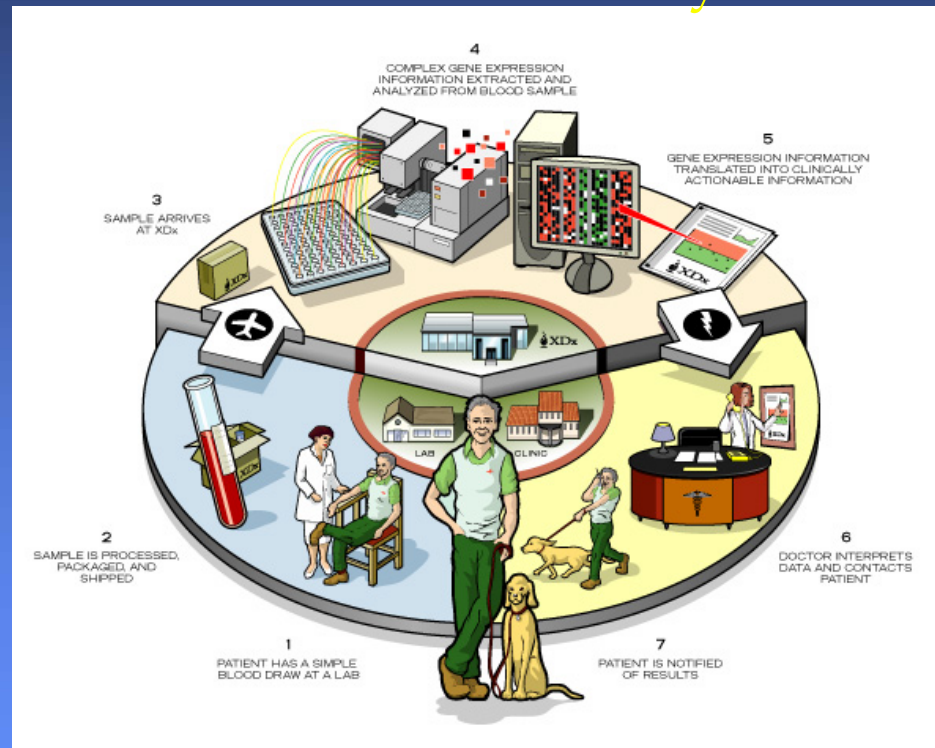 4
COMPLEX GENE EXPRESSION
INFORMATION EXTRACTED AND
ANALYZED FROM BLOOD SAMPLE
5
GENE EXPRESSION INFORMATION
TRANSLATED INTO CLINICALLY
ACTIONABLE INFORMATION
3
SAMPLE ARRIVES
AT XDx
XDx
XDx
XDx
LAB
CLINIC
XDx
XDx
2
SAMPLE IS PROCESSED,
PACKAGED, AND
SHIPPED
6
DOCTOR INTERPRETS
DATA AND CONTACTS
PATIENT
1
PATIENT HAS A SIMPLE
BLOOD DRAW AT A LAB
7
PATIENT IS NOTIFIED
OF RESULTS